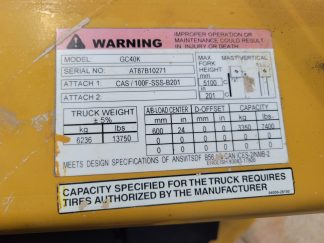 WARNING
IMPROPER OPERATION OR
MAINTENANCE COULD RESULT
IN INJURY OR DEATH.
MODEL: GC40K
SERIAL NO: AT87B10271
ATTACH 1: CAS / 100F-SSS-B201
ATTACH 2:
MAX FORK HEIGHT
MAST VERTICAL
mm 5100
in 201
TRUCK WEIGHT
± 5%
kg lbs
6236 13750
A/B-LOAD CENTER D-OFFSET CAPACITY
mm in mm in kg lbs
600 24 0 0 3350 7400
MEETS DESIGN SPECIFICATIONS OF ANSI/ITSDF B56.1
CAPACITY SPECIFIED FOR THE TRUCK REQUIRES
TIRES AUTHORIZED BY THE MANUFACTURER